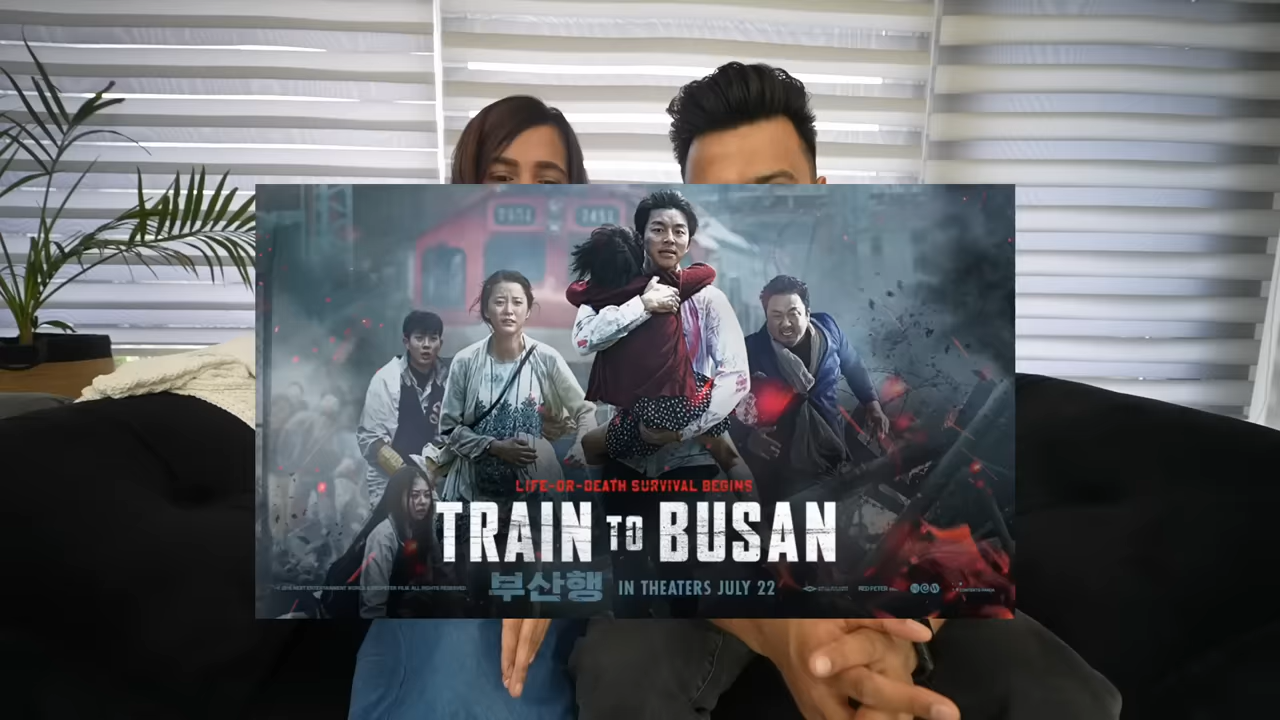 LIFE-OR-DEATH SURVIVAL BEGINS
TRAIN TO BUSAN
부산행 IN THEATERS JULY 22